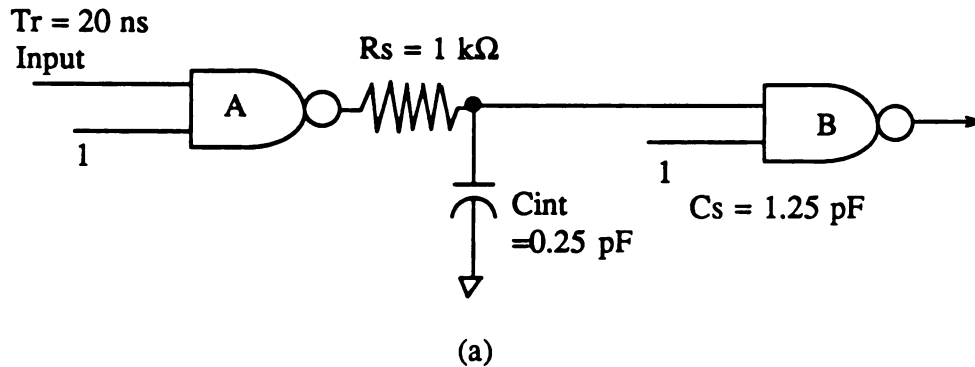 Tr = 20 ns
Input
Rs = 1 kΩ
A
B
1
1
Cint
=0.25 pF
Cs = 1.25 pF
(a)